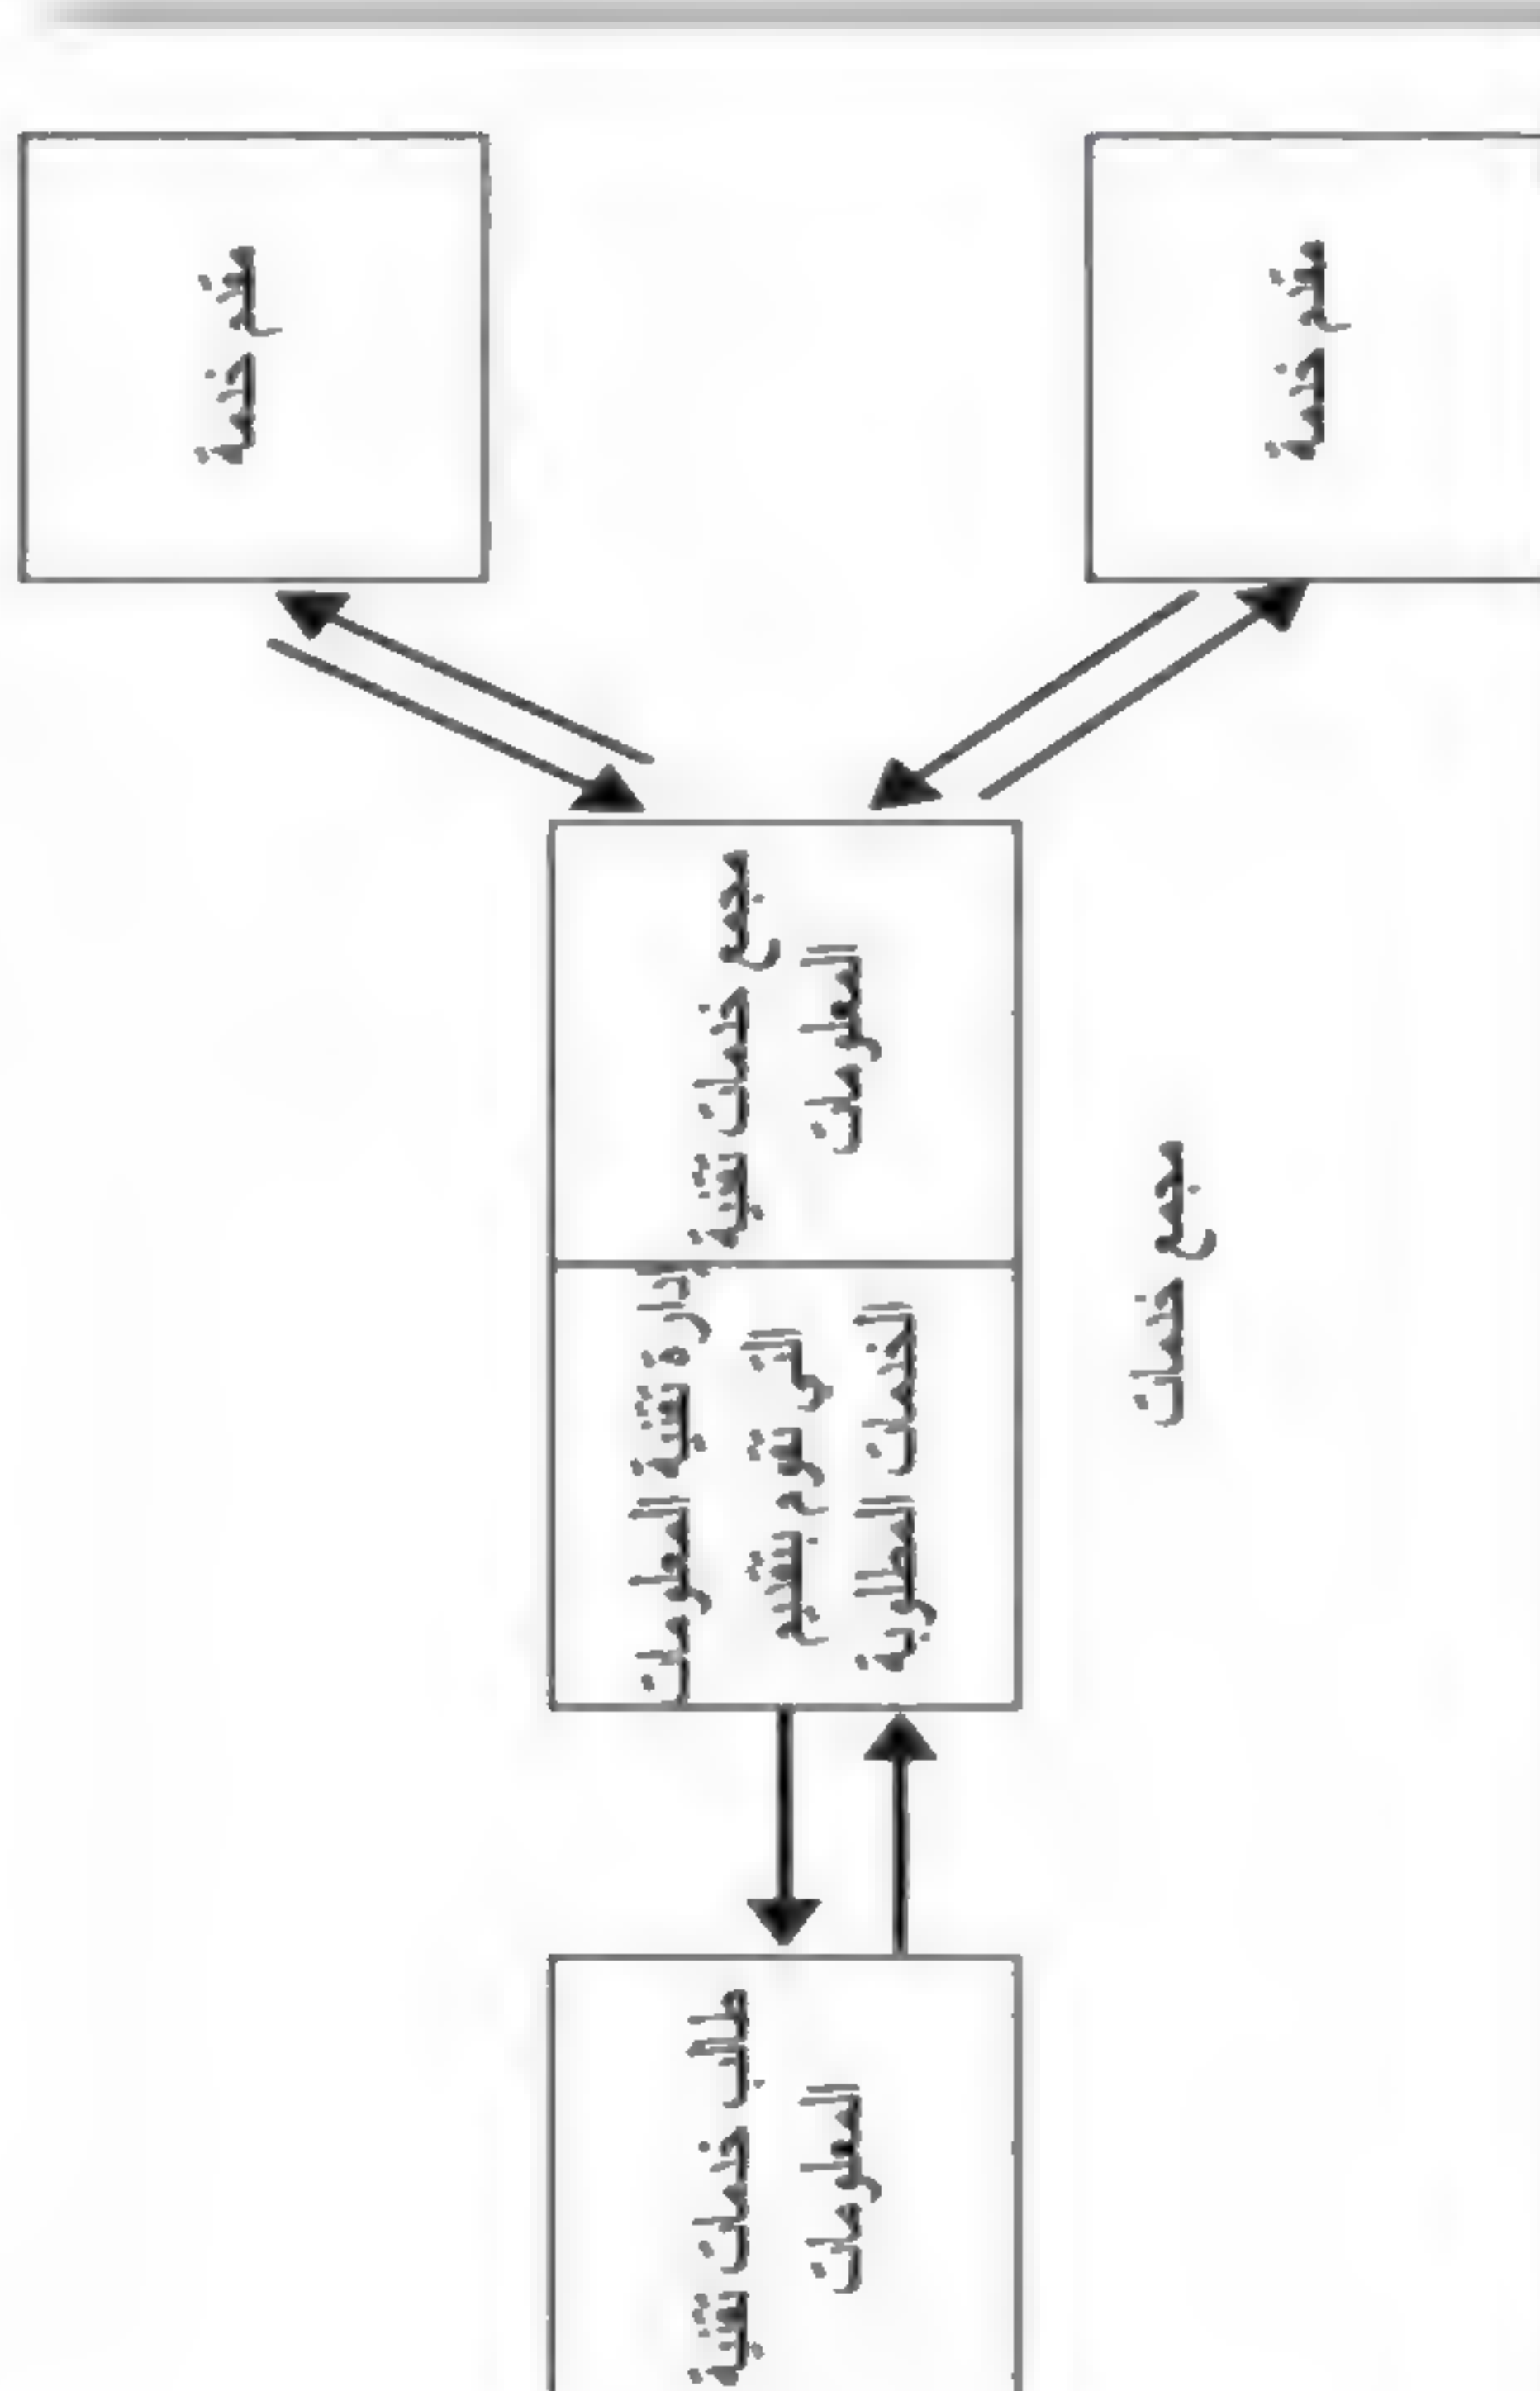 مقدم خدمة
مقدم خدمة
مجمع خدمات تقنية
المعلومات
إدارة تقنية المعلومات
التي تقوم بتقديم
الخدمات المطلوبة
مجمع خدمات
طالب خدمات تقنية
المعلومات